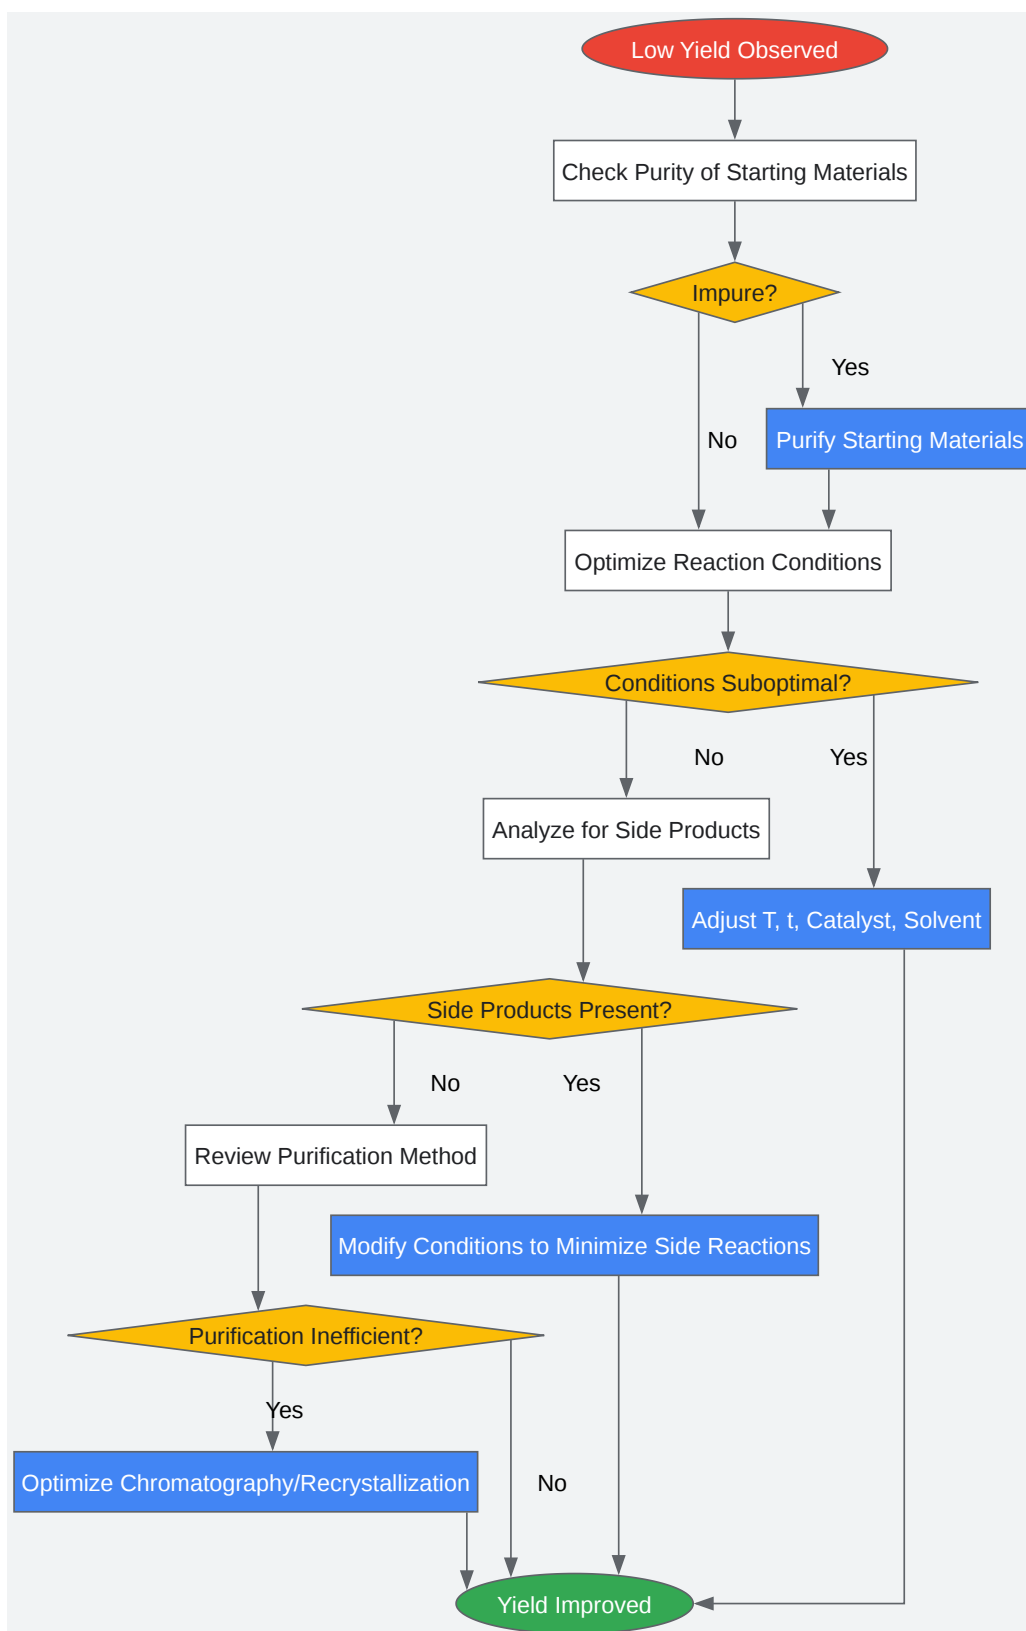 Low Yield Observed
Check Purity of Starting Materials
Impure?
Yes
No
Purify Starting Materials
Optimize Reaction Conditions
Conditions Suboptimal?
No
Yes
Analyze for Side Products
Adjust T, t, Catalyst, Solvent
Side Products Present?
No
Yes
Review Purification Method
Modify Conditions to Minimize Side Reactions
Purification Inefficient?
Yes
Optimize Chromatography/Recrystallization
No
Yield Improved